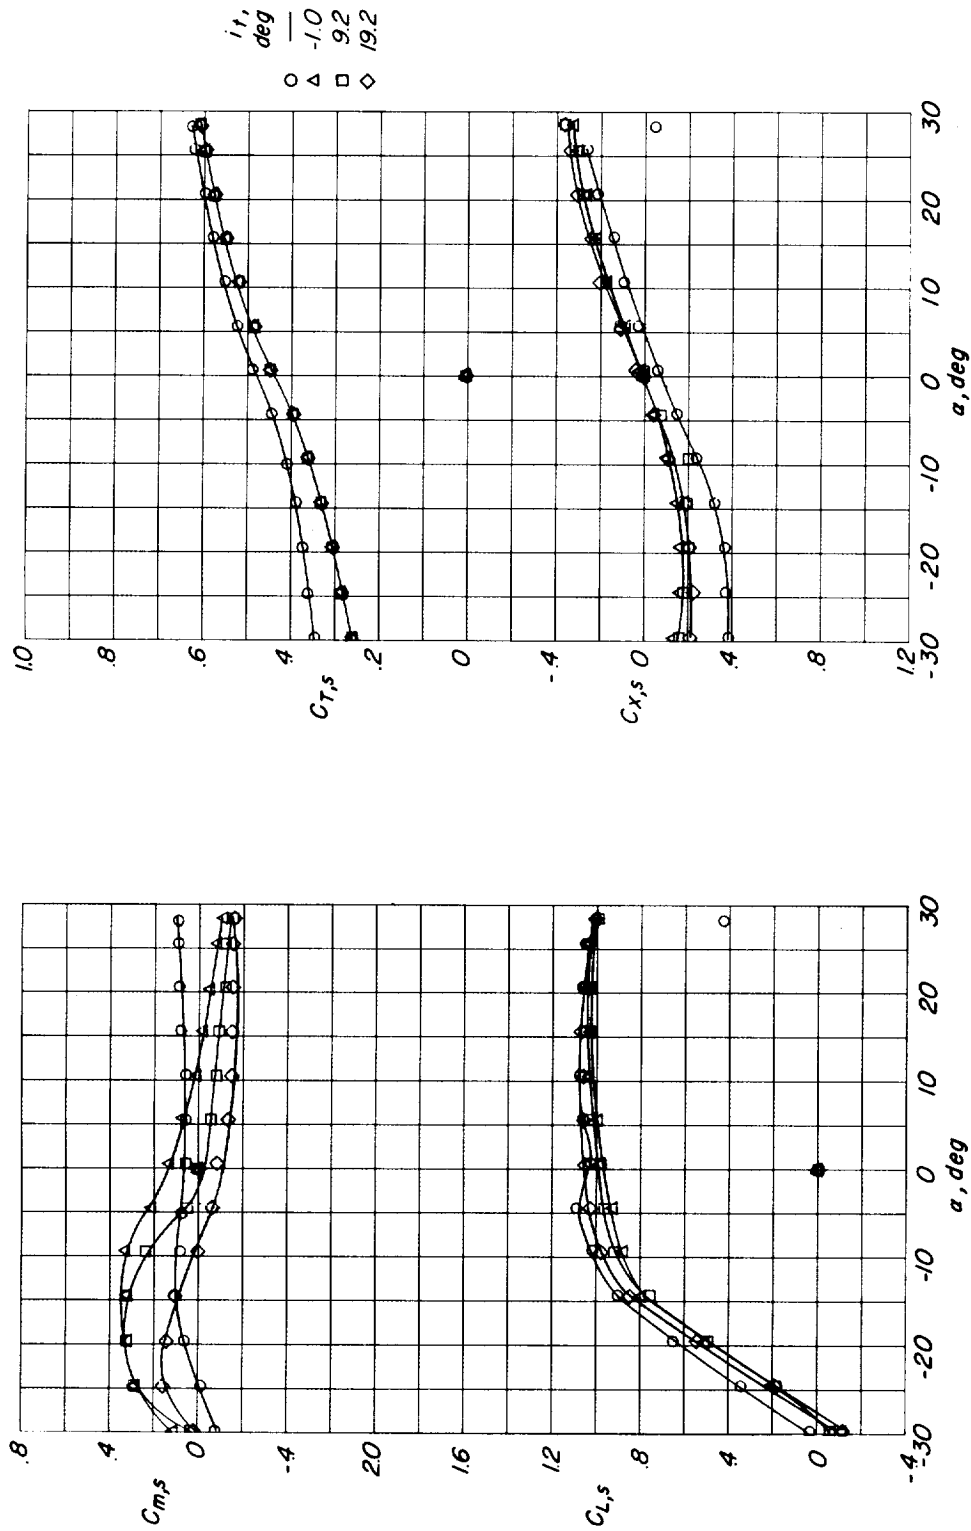 .8
.4
0
-.4
C_m,s
2.0
1.6
1.2
.8
.4
0
-.4
C_L,s
-30 -20 -10 0 10 20 30
α, deg
1.0
.8
.6
.4
.2
0
C_T,s
-.4
0
.4
.8
1.2
C_X,s
-30 -20 -10 0 10 20 30
α, deg
i_t,
deg
○ —
△ -1.0
□ 9.2
◇ 19.2